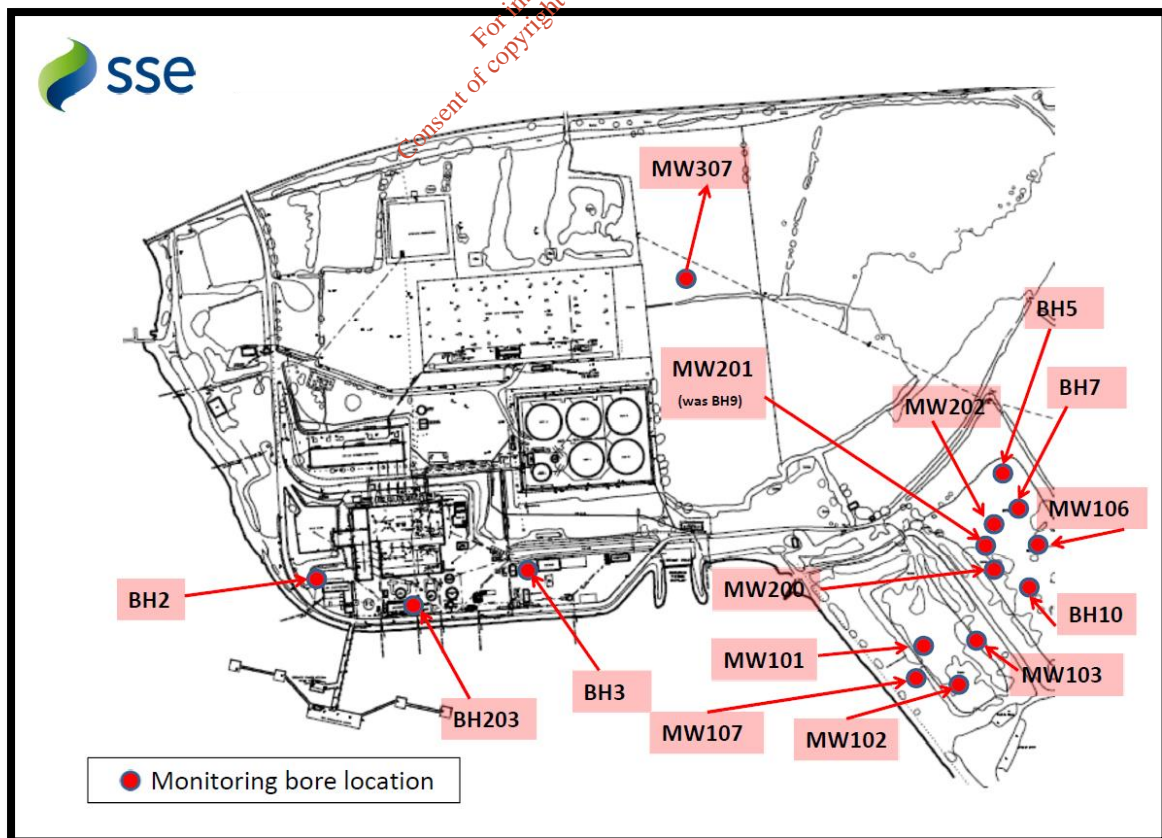 For in
Consent of copyright
sse
MW307
BH5
MW201
(was BH9)
BH7
MW202
MW106
BH2
MW200
BH10
MW101
MW103
BH3
BH203
MW107
MW102
Monitoring bore location